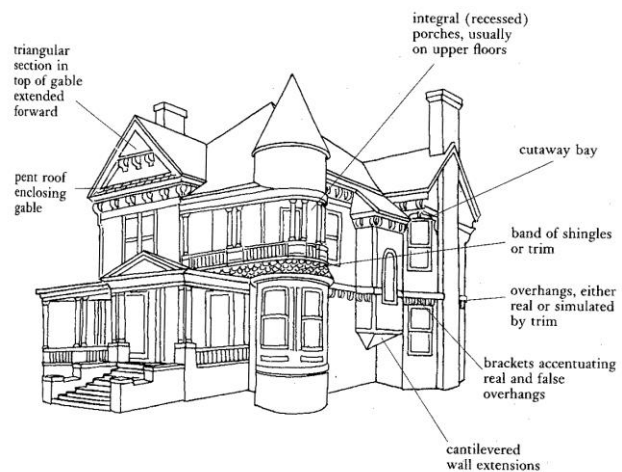 integral (recessed)
porches, usually
on upper floors
triangular
section in
top of gable
extended
forward
cutaway bay
pent roof
enclosing
gable
band of shingles
or trim
overhangs, either
real or simulated
by trim
brackets accentuating
real and false
overhangs
cantilevered
wall extensions